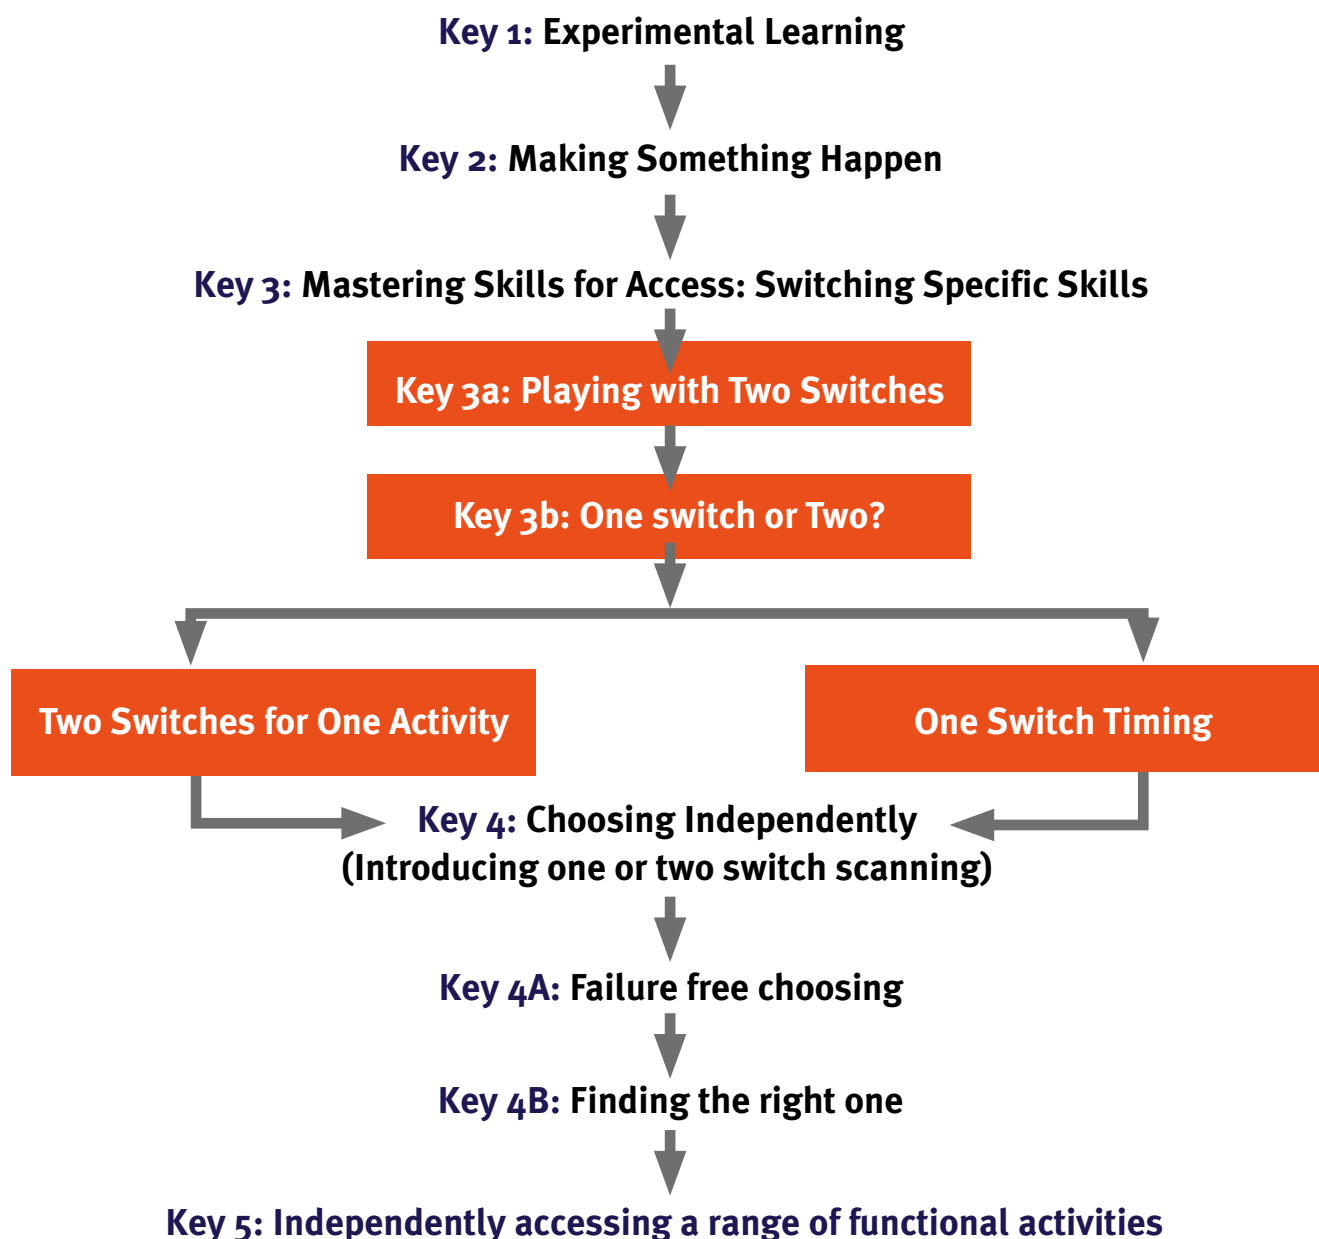 Key 1: Experimental Learning
Key 2: Making Something Happen
Key 3: Mastering Skills for Access: Switching Specific Skills
Key 3a: Playing with Two Switches
Key 3b: One switch or Two?
Two Switches for One Activity
One Switch Timing
Key 4: Choosing Independently
(Introducing one or two switch scanning)
Key 4A: Failure free choosing
Key 4B: Finding the right one
Key 5: Independently accessing a range of functional activities